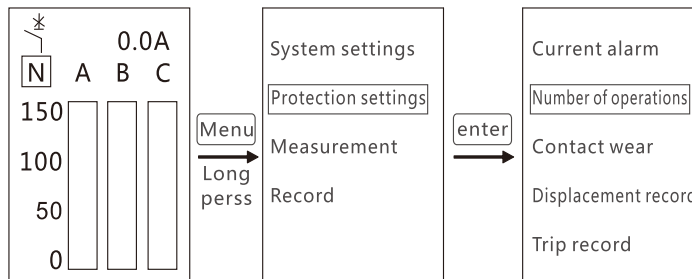 0.0A
N A B C
150
100
50
0
Menu
Long
perss
System settings
Protection settings
Measurement
Record
enter
Current alarm
Number of operations
Contact wear
Displacement record
Trip record